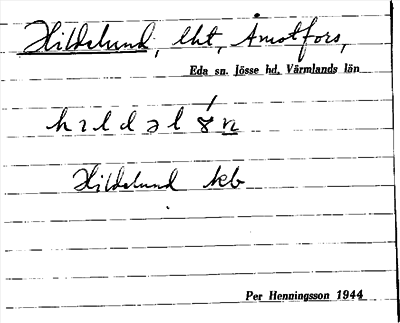 Hildelund, lht, Åmotfors,
Eda sn. Jösse hd. Värmlands län
Hildelund kb
Per Henningsson 1944